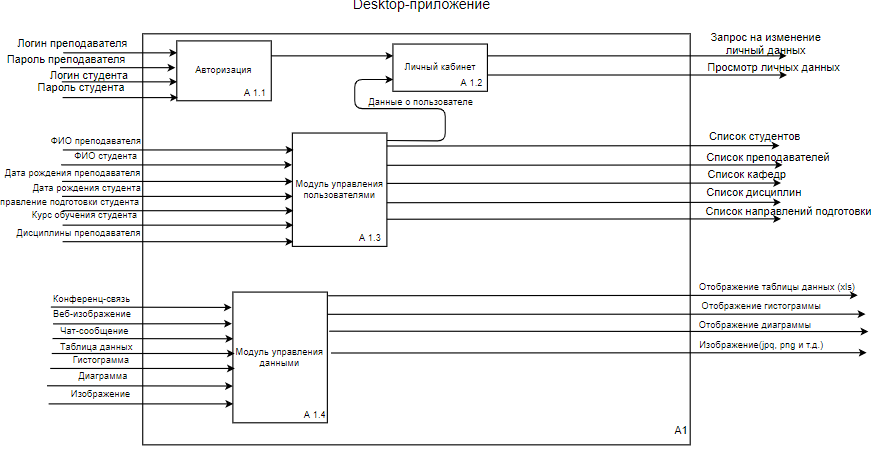 Desktop-приложение
Логин преподавателя
Пароль преподавателя
Логин студента
Пароль студента
Авторизация
А 1.1
Личный кабинет
А 1.2
Запрос на изменение
личный данных
Просмотр личных данных
Данные о пользователе
ФИО преподавателя
ФИО студента
Дата рождения преподавателя
Дата рождения студента
правление подготовки студента
Курс обучения студента
Дисциплины преподавателя
Модуль управления
пользователями
А 1.3
Список студентов
Список преподавателей
Список кафедр
Список дисциплин
Список направлений подготовки
Конференц-связь
Веб-изображение
Чат-сообщение
Таблица данных
Гистограмма
Диаграмма
Изображение
Модуль управления
данными
А 1.4
Отображение таблицы данных (xls)
Отображение гистограммы
Отображение диаграммы
Изображение(jpq, png и т.д.)
А1